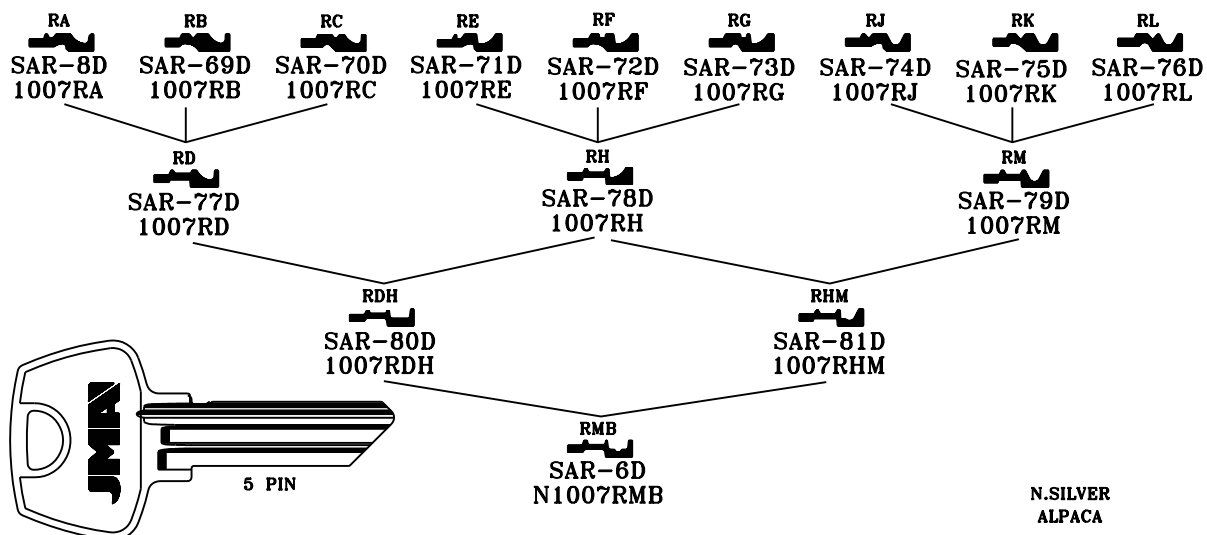 RA RB RC RE RF RG RJ RK RL
SAR-8D SAR-69D SAR-70D SAR-71D SAR-72D SAR-73D SAR-74D SAR-75D SAR-76D
1007RA 1007RB 1007RC 1007RE 1007RF 1007RG 1007RJ 1007RK 1007RL
RD RH RM
SAR-77D SAR-78D SAR-79D
1007RD 1007RH 1007RM
RDH RHM
SAR-80D SAR-81D
1007RDH 1007RHM
JMA
RMB
SAR-6D
N1007RMB
5 PIN
N.SILVER
ALPACA